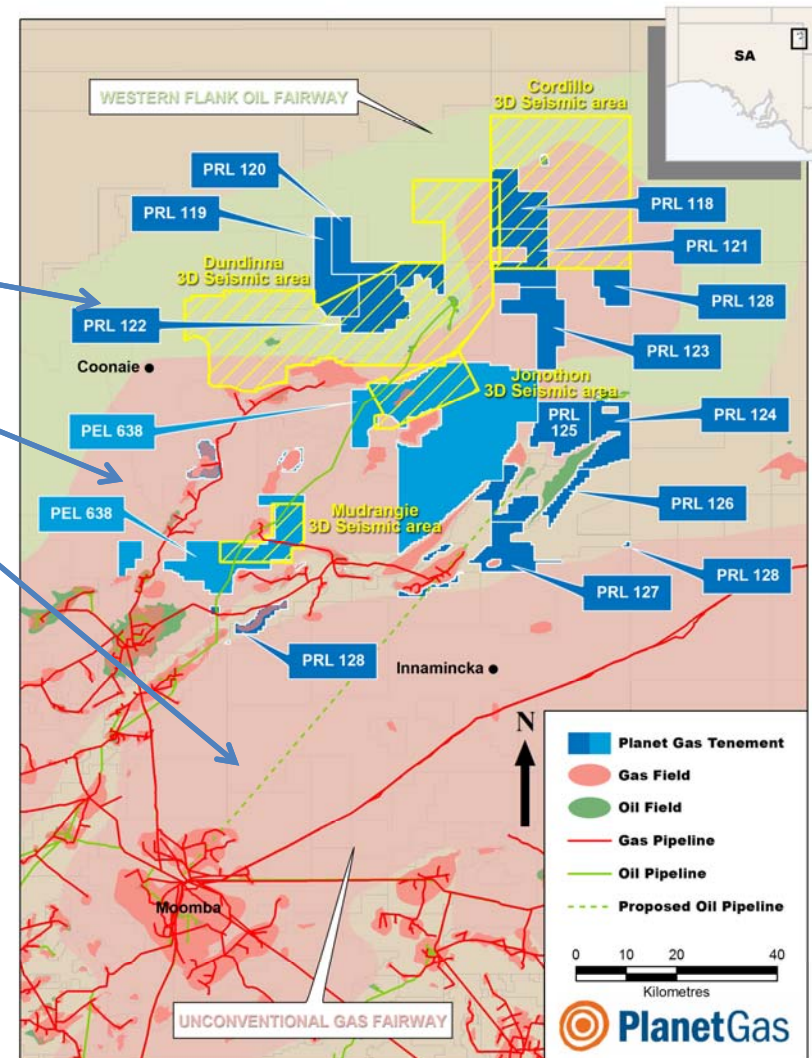 SA
WESTERN FLANK OIL FAIRWAY
Cordillo
3D Seismic area
PRL 120
PRL 119
PRL 118
PRL 121
Dundinna
3D Seismic area
PRL 128
PRL 122
PRL 123
Coonaie
Jonothon
3D Seismic area
PEL 638
PRL
125
PRL 124
PEL 638
Mudrangie
3D Seismic area
PRL 126
PRL 127
PRL 128
PRL 128
Innamincka
N
Moomba
UNCONVENTIONAL GAS FAIRWAY
Planet Gas Tenement
Gas Field
Oil Field
Gas Pipeline
Oil Pipeline
Proposed Oil Pipeline
0 10 20 40
Kilometres
PlanetGas